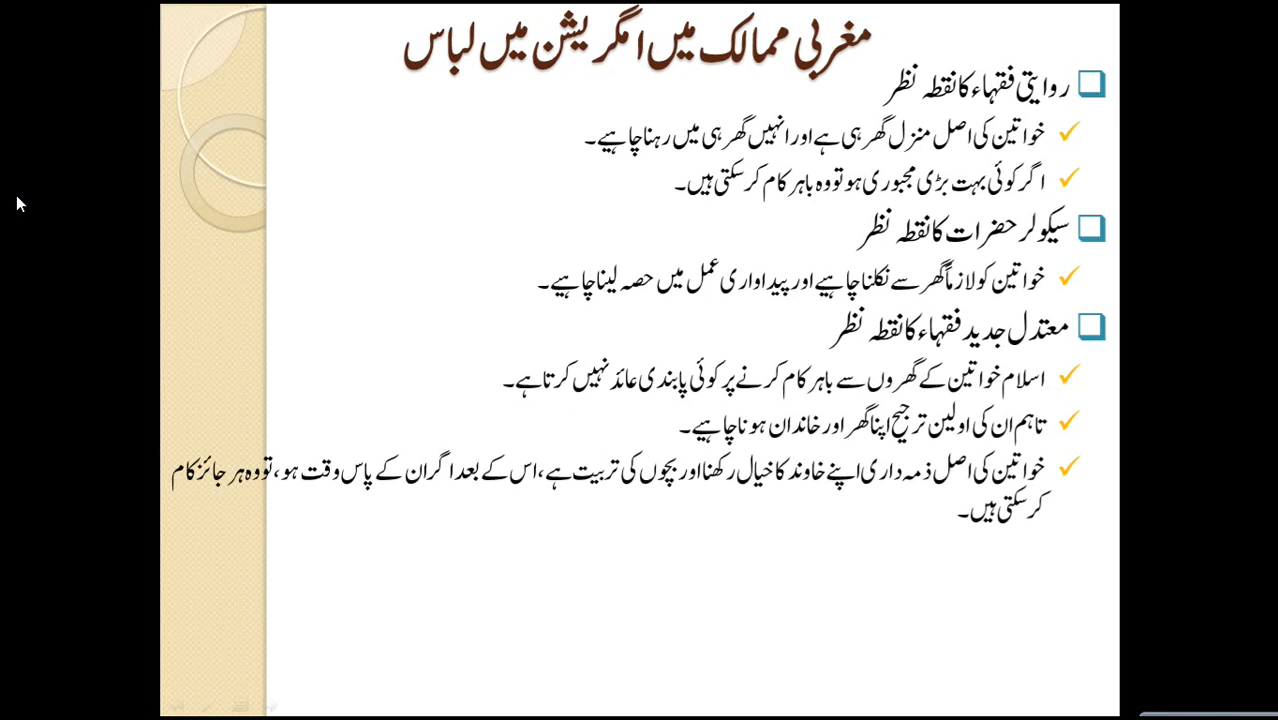 مغربی ممالک میں امگریشن میں لباس
روایتی فقہاء کا نقطہ نظر
خواتین کی اصل منزل گھر ہی ہے اور انہیں گھر ہی میں رہنا چاہیے۔
اگر کوئی بہت بڑی مجبوری ہو تو وہ باہر کام کر سکتی ہیں۔
سیکولر حضرات کا نقطہ نظر
خواتین کو لازماً گھر سے نکلنا چاہیے اور پیداواری عمل میں حصہ لینا چاہیے۔
معتدل جدید فقہاء کا نقطہ نظر
اسلام خواتین کے گھروں سے باہر کام کرنے پر کوئی پابندی عائد نہیں کرتا ہے۔
تاہم ان کی اولین ترجیح اپنا گھر اور خاندان ہونا چاہیے۔
خواتین کی اصل ذمہ داری اپنے خاوند کا خیال رکھنا اور بچوں کی تربیت ہے، اس کے بعد اگر ان کے پاس وقت ہو، تو وہ ہر جائز کام
کر سکتی ہیں۔